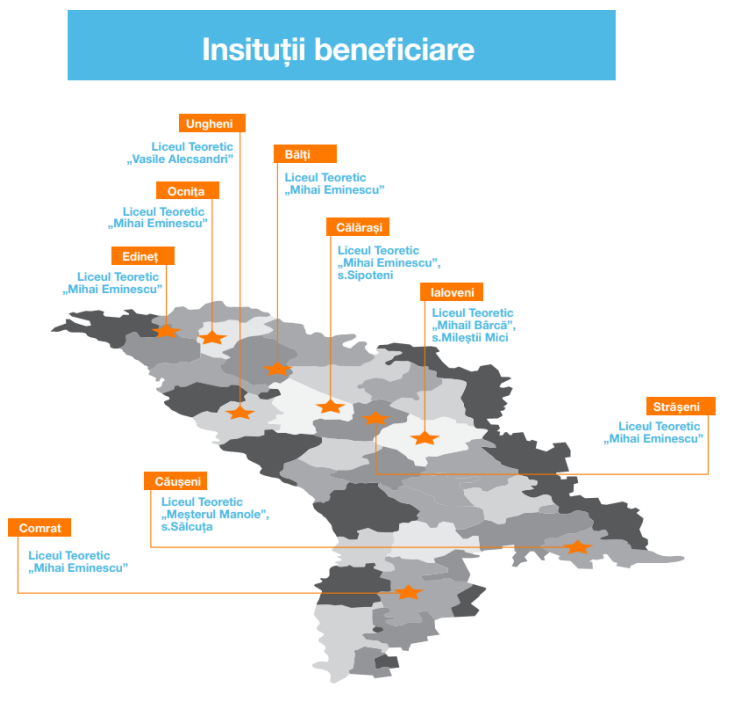 Insituții beneficiare
Ungheni
Liceul Teoretic
„Vasile Alecsandri”
Bălți
Liceul Teoretic
„Mihai Eminescu”
Ocnița
Liceul Teoretic
„Mihai Eminescu”
Călărași
Liceul Teoretic
„Mihai Eminescu”,
s.Sipoteni
Edineț
Liceul Teoretic
„Mihai Eminescu”
Ialoveni
Liceul Teoretic
„Mihail Bârcă”,
s.Mileștii Mici
Strășeni
Liceul Teoretic
„Mihai Eminescu”
Căușeni
Liceul Teoretic
„Meșterul Manole”,
s.Sălcuța
Comrat
Liceul Teoretic
„Mihai Eminescu”